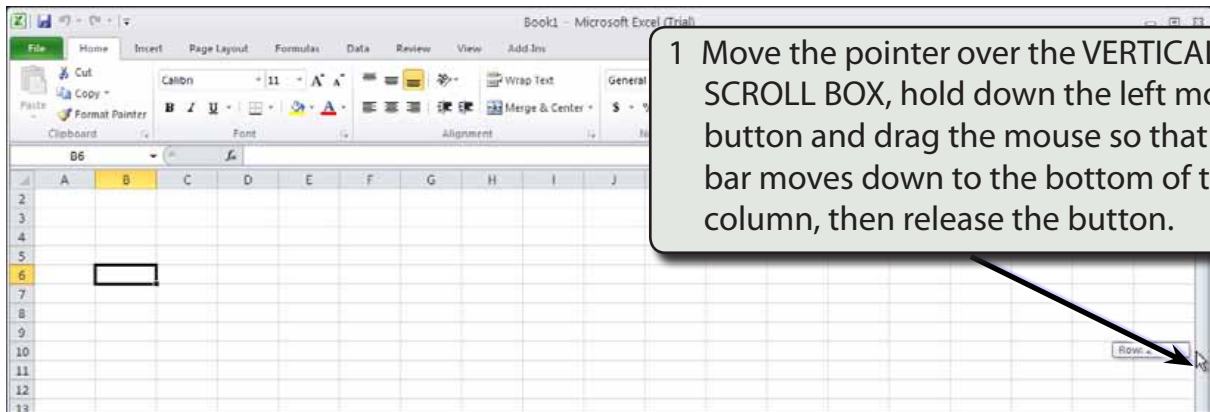 Book1 - Microsoft Excel (Trial)
File Home Insert Page Layout Formulas Data Review View Add-Ins
Cut
Copy
Paste
Format Painter
Calibri 11 A A
Wrap Text
General
B I U A
Merge & Center
$
Clipboard Font Alignment
B6 fx
A B C D E F G H I J
2
3
4
5
6
7
8
9
10
11
12
13
1 Move the pointer over the VERTICAL
SCROLL BOX, hold down the left mo
button and drag the mouse so that
bar moves down to the bottom of t
column, then release the button.
Row: 2